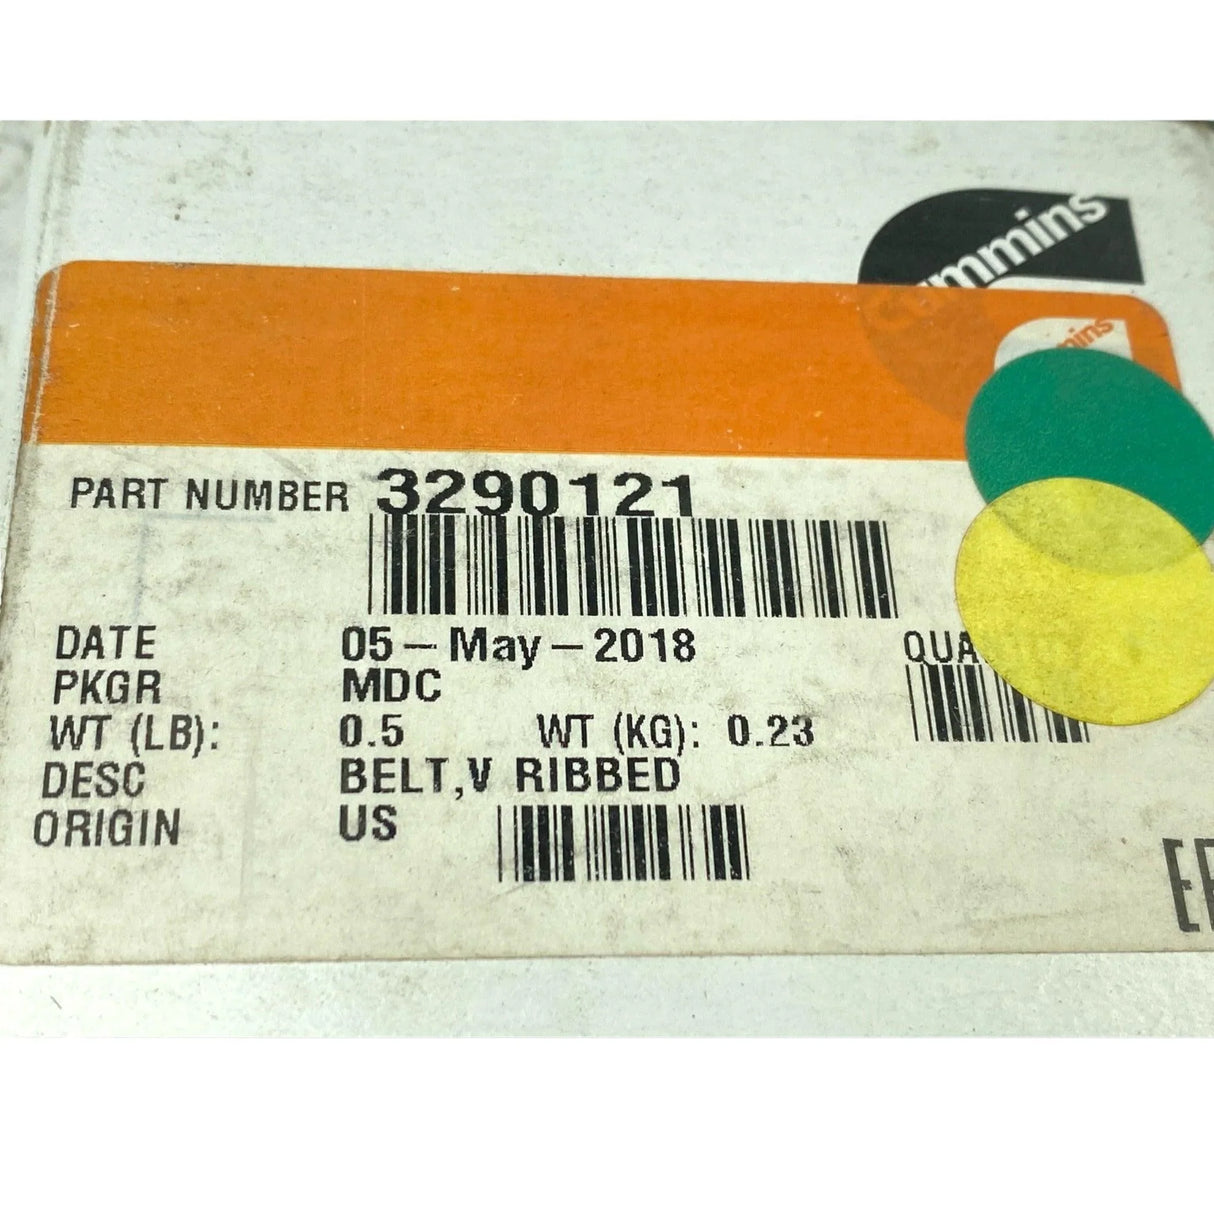 cummins
PART NUMBER 3290121
DATE 05-May-2018
PKGR MDC
WT (LB): 0.5 WT (KG): 0.23
DESC BELT,V RIBBED
ORIGIN US